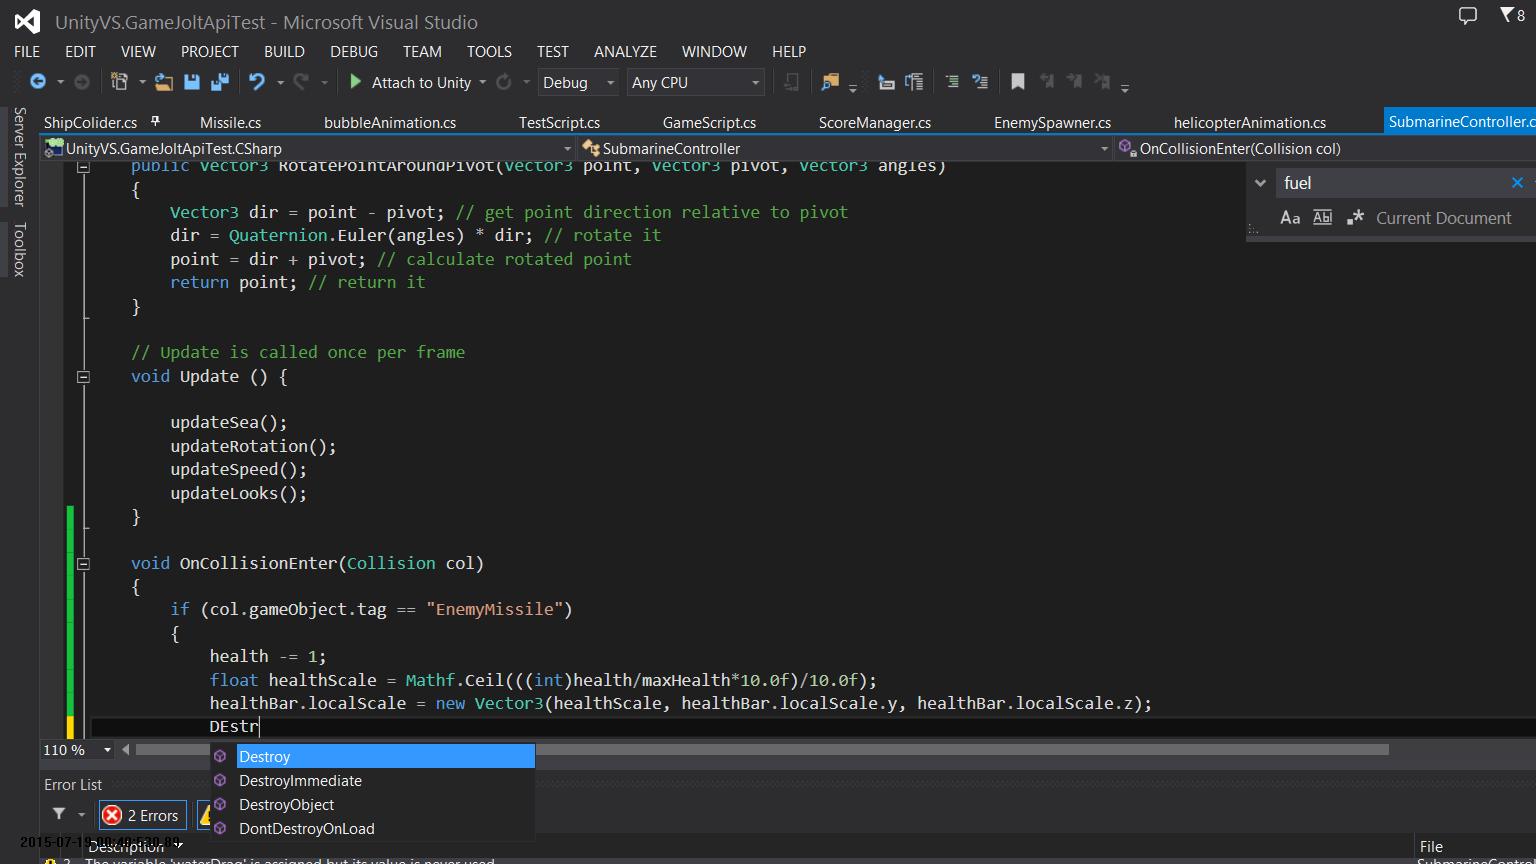 UnityVS.GameJoltApiTest - Microsoft Visual Studio
8
FILE EDIT VIEW PROJECT BUILD DEBUG TEAM TOOLS TEST ANALYZE WINDOW HELP
Attach to Unity Debug Any CPU
Server Explorer
Toolbox
ShipColider.cs Missile.cs bubbleAnimation.cs TestScript.cs GameScript.cs ScoreManager.cs EnemySpawner.cs helicopterAnimation.cs SubmarineController.c
UnityVS.GameJoltApiTest.CSharp SubmarineController OnCollisionEnter(Collision col)
fuel
Aa Abl Current Document
public Vector3 RotatePointAroundPivot(Vector3 point, Vector3 pivot, Vector3 angles)
{
Vector3 dir = point - pivot; // get point direction relative to pivot
dir = Quaternion.Euler(angles) * dir; // rotate it
point = dir + pivot; // calculate rotated point
return point; // return it
}
// Update is called once per frame
void Update () {
updateSea();
updateRotation();
updateSpeed();
updateLooks();
}
void OnCollisionEnter(Collision col)
{
if (col.gameObject.tag == "EnemyMissile")
{
health -= 1;
float healthScale = Mathf.Ceil(((int)health/maxHealth*10.0f)/10.0f);
healthBar.localScale = new Vector3(healthScale, healthBar.localScale.y, healthBar.localScale.z);
DEstr
110 %
Destroy
DestroyImmediate
DestroyObject
DontDestroyOnLoad
Error List
2 Errors
Description File
The variable 'waterDrag' is assigned but its value is never used